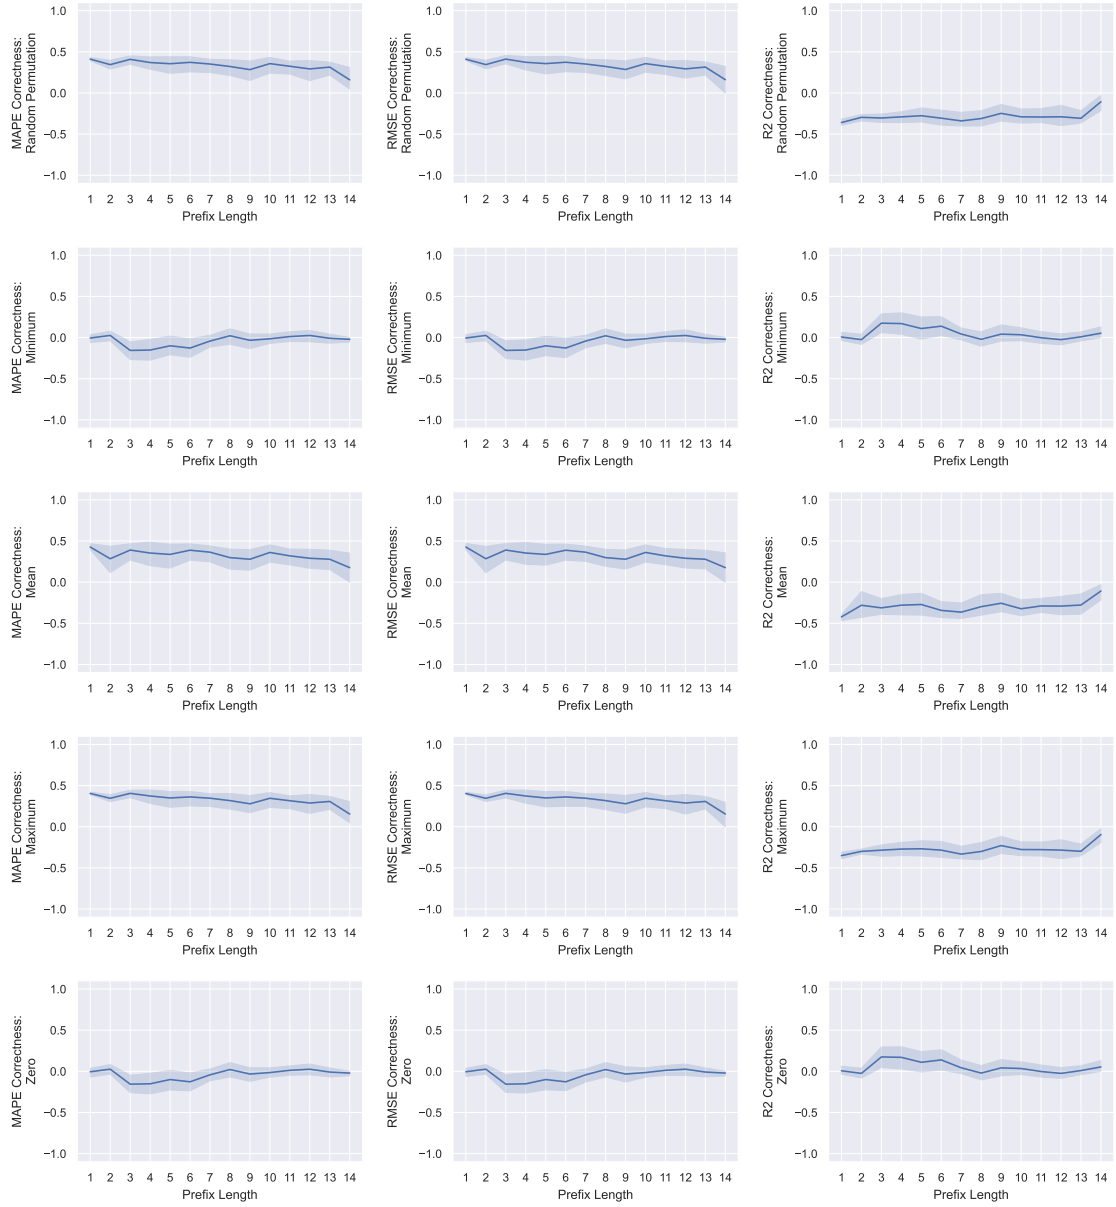 MAPE Correctness:
Random Permutation
1.0
0.5
0.0
−0.5
−1.0
1 2 3 4 5 6 7 8 9 10 11 12 13 14
Prefix Length
RMSE Correctness:
Random Permutation
1.0
0.5
0.0
−0.5
−1.0
1 2 3 4 5 6 7 8 9 10 11 12 13 14
Prefix Length
R2 Correctness:
Random Permutation
1.0
0.5
0.0
−0.5
−1.0
1 2 3 4 5 6 7 8 9 10 11 12 13 14
Prefix Length
MAPE Correctness:
Minimum
1.0
0.5
0.0
−0.5
−1.0
1 2 3 4 5 6 7 8 9 10 11 12 13 14
Prefix Length
RMSE Correctness:
Minimum
1.0
0.5
0.0
−0.5
−1.0
1 2 3 4 5 6 7 8 9 10 11 12 13 14
Prefix Length
R2 Correctness:
Minimum
1.0
0.5
0.0
−0.5
−1.0
1 2 3 4 5 6 7 8 9 10 11 12 13 14
Prefix Length
MAPE Correctness:
Mean
1.0
0.5
0.0
−0.5
−1.0
1 2 3 4 5 6 7 8 9 10 11 12 13 14
Prefix Length
RMSE Correctness:
Mean
1.0
0.5
0.0
−0.5
−1.0
1 2 3 4 5 6 7 8 9 10 11 12 13 14
Prefix Length
R2 Correctness:
Mean
1.0
0.5
0.0
−0.5
−1.0
1 2 3 4 5 6 7 8 9 10 11 12 13 14
Prefix Length
MAPE Correctness:
Maximum
1.0
0.5
0.0
−0.5
−1.0
1 2 3 4 5 6 7 8 9 10 11 12 13 14
Prefix Length
RMSE Correctness:
Maximum
1.0
0.5
0.0
−0.5
−1.0
1 2 3 4 5 6 7 8 9 10 11 12 13 14
Prefix Length
R2 Correctness:
Maximum
1.0
0.5
0.0
−0.5
−1.0
1 2 3 4 5 6 7 8 9 10 11 12 13 14
Prefix Length
MAPE Correctness:
Zero
1.0
0.5
0.0
−0.5
−1.0
1 2 3 4 5 6 7 8 9 10 11 12 13 14
Prefix Length
RMSE Correctness:
Zero
1.0
0.5
0.0
−0.5
−1.0
1 2 3 4 5 6 7 8 9 10 11 12 13 14
Prefix Length
R2 Correctness:
Zero
1.0
0.5
0.0
−0.5
−1.0
1 2 3 4 5 6 7 8 9 10 11 12 13 14
Prefix Length